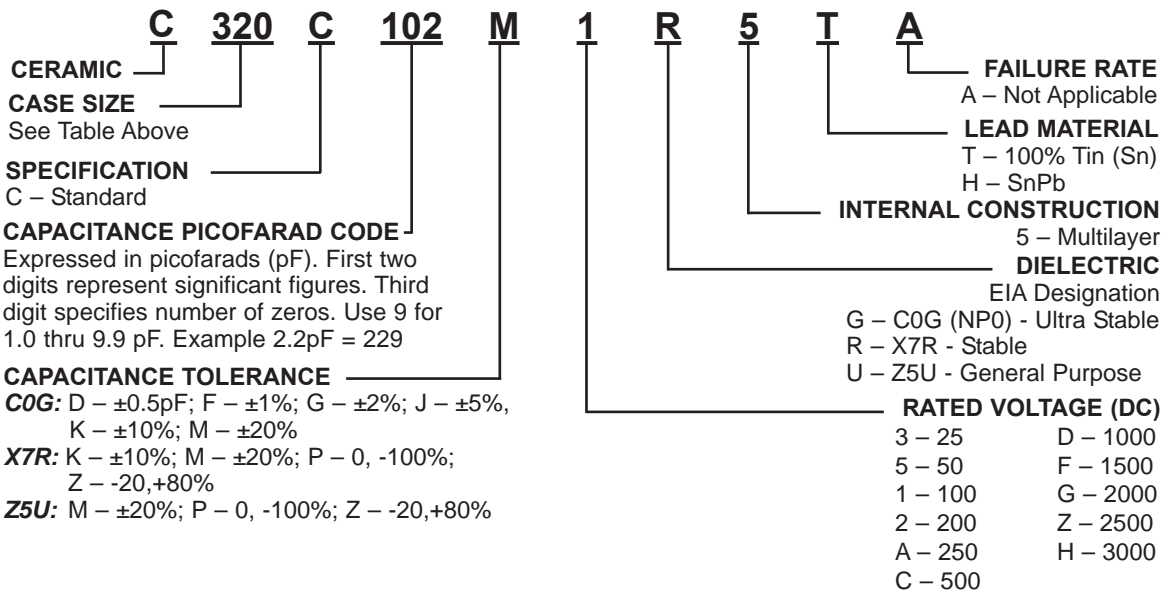 C 320 C 102 M 1 R 5 T A
CERAMIC
CASE SIZE
See Table Above
SPECIFICATION
C – Standard
CAPACITANCE PICOFARAD CODE
Expressed in picofarads (pF). First two
digits represent significant figures. Third
digit specifies number of zeros. Use 9 for
1.0 thru 9.9 pF. Example 2.2pF = 229
CAPACITANCE TOLERANCE
C0G: D – ±0.5pF; F – ±1%; G – ±2%; J – ±5%,
K – ±10%; M – ±20%
X7R: K – ±10%; M – ±20%; P – 0, -100%;
Z – -20,+80%
Z5U: M – ±20%; P – 0, -100%; Z – -20,+80%
FAILURE RATE
A – Not Applicable
LEAD MATERIAL
T – 100% Tin (Sn)
H – SnPb
INTERNAL CONSTRUCTION
5 – Multilayer
DIELECTRIC
EIA Designation
G – C0G (NP0) - Ultra Stable
R – X7R - Stable
U – Z5U - General Purpose
RATED VOLTAGE (DC)
3 – 25 D – 1000
5 – 50 F – 1500
1 – 100 G – 2000
2 – 200 Z – 2500
A – 250 H – 3000
C – 500